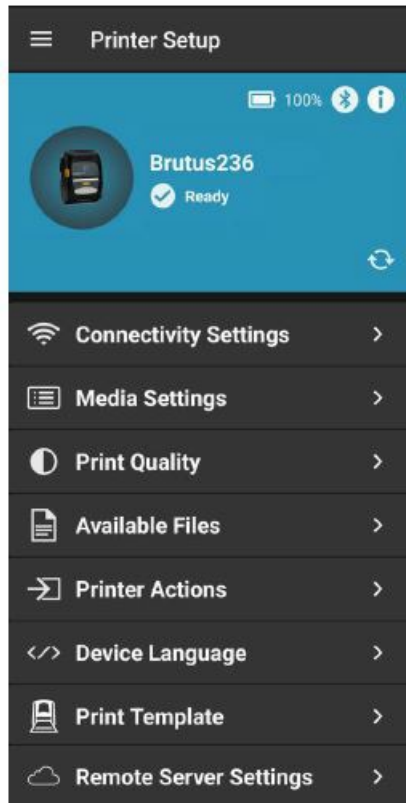 Printer Setup
100%
Brutus236
Ready
Connectivity Settings
Media Settings
Print Quality
Available Files
Printer Actions
Device Language
Print Template
Remote Server Settings